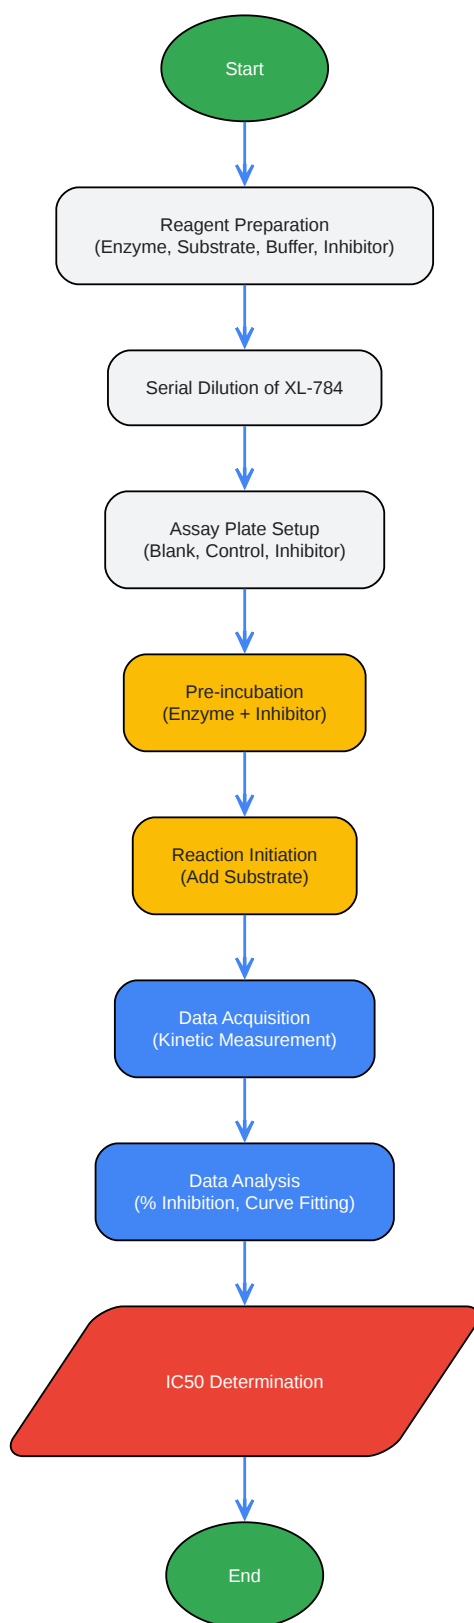 Start
Reagent Preparation
(Enzyme, Substrate, Buffer, Inhibitor)
Serial Dilution of XL-784
Assay Plate Setup
(Blank, Control, Inhibitor)
Pre-incubation
(Enzyme + Inhibitor)
Reaction Initiation
(Add Substrate)
Data Acquisition
(Kinetic Measurement)
Data Analysis
(% Inhibition, Curve Fitting)
IC50 Determination
End